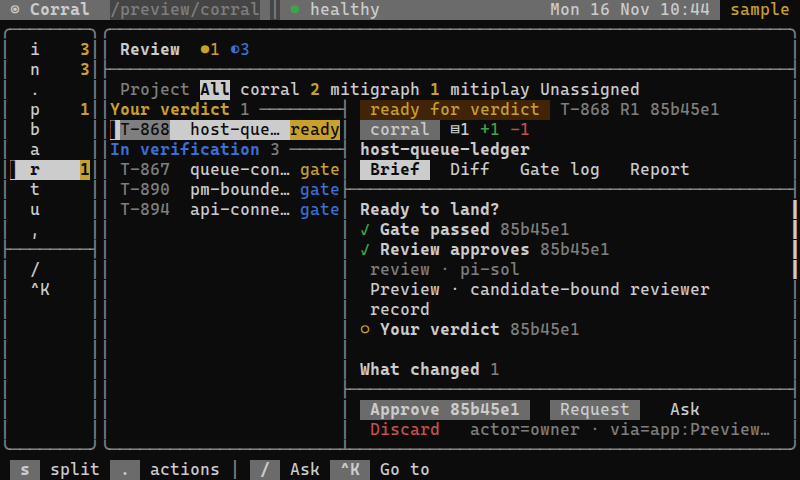 ⊙ Corral /preview/corral | ● healthy Mon 16 Nov 10:44 sample
i 3
n 3
.
p 1
b
a
r 1
t
u
,
/
^K
Review ●1 ◐3
Project All corral 2 mitigraph 1 mitiplay Unassigned
Your verdict 1
T-868 host-que… ready
In verification 3
T-867 queue-con… gate
T-890 pm-bounde… gate
T-894 api-conne… gate
ready for verdict T-868 R1 85b45e1
corral ⊟1 +1 -1
host-queue-ledger
Brief Diff Gate log Report
Ready to land?
✓ Gate passed 85b45e1
✓ Review approves 85b45e1
review · pi-sol
Preview · candidate-bound reviewer
record
○ Your verdict 85b45e1
What changed 1
Approve 85b45e1 Request Ask
Discard actor=owner · via=app:Preview…
s split . actions | / Ask ^K Go to